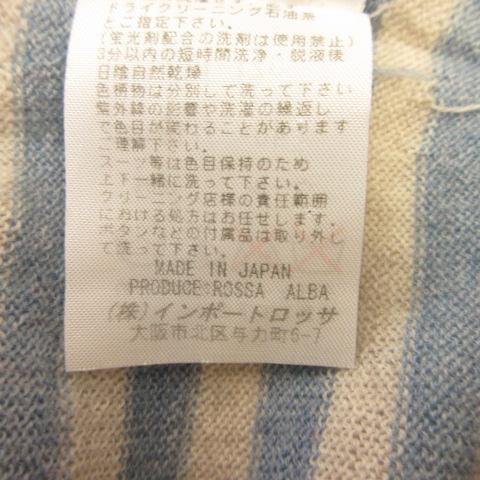 ドライクリーニング石油系
とご指定下さい。
(蛍光剤配合の洗剤は使用禁止)
3分以内の短時間洗浄・脱液後
日陰自然乾燥
色柄物は分別して洗って下さい
紫外線の影響や洗濯の繰返し
で色目が変わることがあります
ご理解下さい。
スーツ等は色目保持のため
上下一緒に洗って下さい。
クリーニング店様の責任範囲
における処方はお任せします。
ボタンなどの付属品は取り外し
て洗って下さい。
MADE IN JAPAN
PRODUCE:ROSSA ALBA
(株)インポートロッサ
大阪市北区与力町6-7